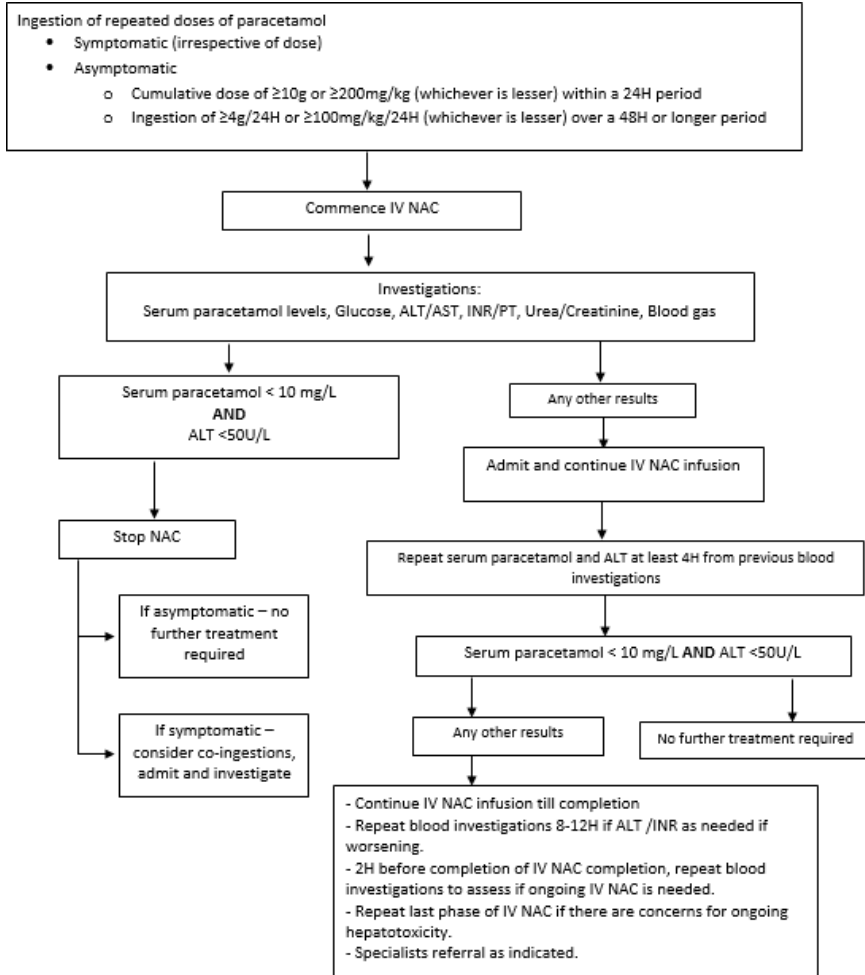 Ingestion of repeated doses of paracetamol
• Symptomatic (irrespective of dose)
• Asymptomatic
o Cumulative dose of ≥10g or ≥200mg/kg (whichever is lesser) within a 24H period
o Ingestion of ≥4g/24H or ≥100mg/kg/24H (whichever is lesser) over a 48H or longer period
Commence IV NAC
Investigations:
Serum paracetamol levels, Glucose, ALT/AST, INR/PT, Urea/Creatinine, Blood gas
Serum paracetamol < 10 mg/L
AND
ALT <50U/L
Stop NAC
If asymptomatic – no
further treatment
required
If symptomatic –
consider co-ingestions,
admit and investigate
Any other results
Admit and continue IV NAC infusion
Repeat serum paracetamol and ALT at least 4H from previous blood
investigations
Serum paracetamol < 10 mg/L AND ALT <50U/L
Any other results
No further treatment required
- Continue IV NAC infusion till completion
- Repeat blood investigations 8-12H if ALT /INR as needed if
worsening.
- 2H before completion of IV NAC completion, repeat blood
investigations to assess if ongoing IV NAC is needed.
- Repeat last phase of IV NAC if there are concerns for ongoing
hepatotoxicity.
- Specialists referral as indicated.